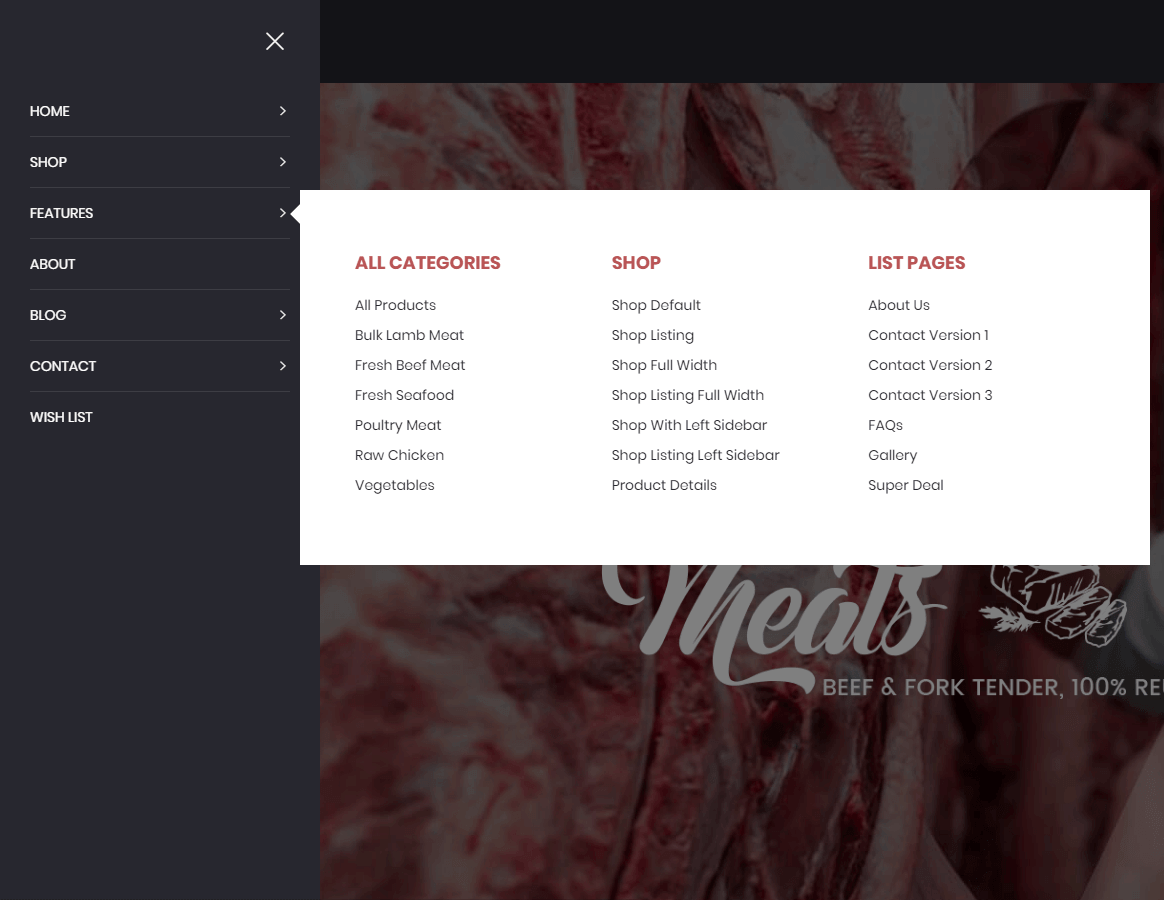 HOME
SHOP
FEATURES
ABOUT
BLOG
CONTACT
WISH LIST
ALL CATEGORIES
All Products
Bulk Lamb Meat
Fresh Beef Meat
Fresh Seafood
Poultry Meat
Raw Chicken
Vegetables
SHOP
Shop Default
Shop Listing
Shop Full Width
Shop Listing Full Width
Shop With Left Sidebar
Shop Listing Left Sidebar
Product Details
LIST PAGES
About Us
Contact Version 1
Contact Version 2
Contact Version 3
FAQs
Gallery
Super Deal
Meats
BEEF & FORK TENDER, 100%